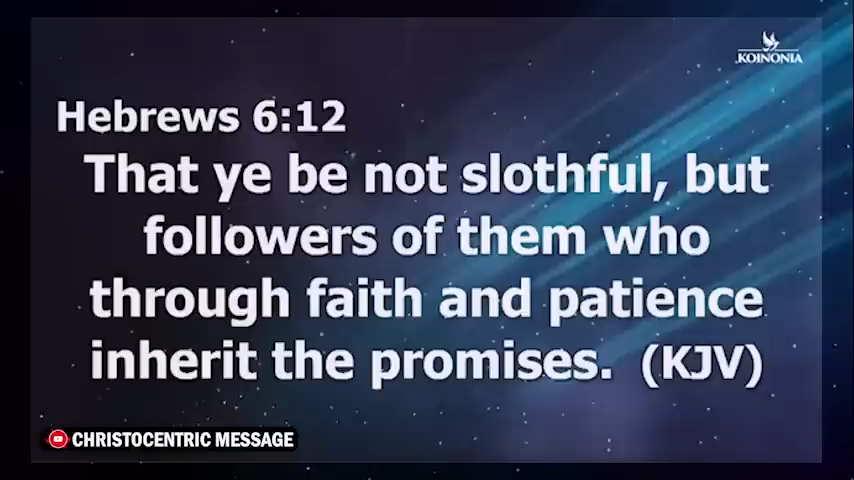 KOINONIA
Hebrews 6:12
That ye be not slothful, but
followers of them who
through faith and patience
inherit the promises. (KJV)
CHRISTOCENTRIC MESSAGE